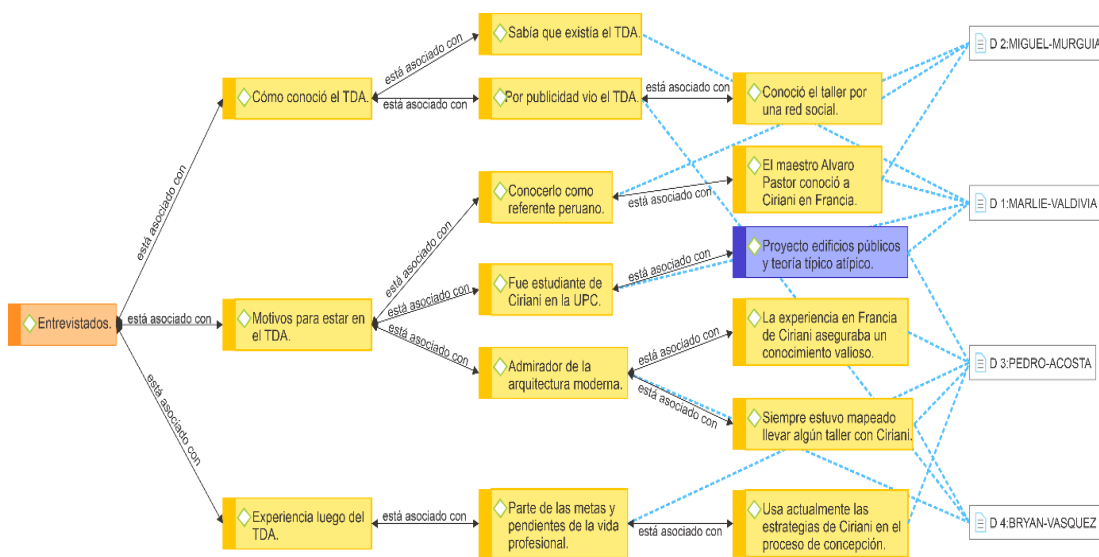 Entrevistados.
está asociado con
está asociado con
está asociado con
Cómo conoció el TDA.
Motivos para estar en
el TDA.
Experiencia luego del
TDA.
está asociado con
está asociado con
está asociado con
está asociado con
está asociado con
está asociado con
Sabía que existía el TDA.
Por publicidad vio el TDA.
Conocerlo como
referente peruano.
Fue estudiante de
Ciriani en la UPC.
Admirador de la
arquitectura moderna.
Parte de las metas y
pendientes de la vida
profesional.
está asociado con
está asociado con
está asociado con
está asociado con
está asociado con
está asociado con
Conoció el taller por
una red social.
El maestro Alvaro
Pastor conoció a
Ciriani en Francia.
Proyecto edificios públicos
y teoría típico atípico.
La experiencia en Francia
de Ciriani aseguraba un
conocimiento valioso.
Siempre estuvo mapeado
llevar algún taller con Ciriani.
Usa actualmente las
estrategias de Ciriani en el
proceso de concepción.
D 2:MIGUEL-MURGUIA
D 1:MARLIE-VALDIVIA
D 3:PEDRO-ACOSTA
D 4:BRYAN-VASQUEZ